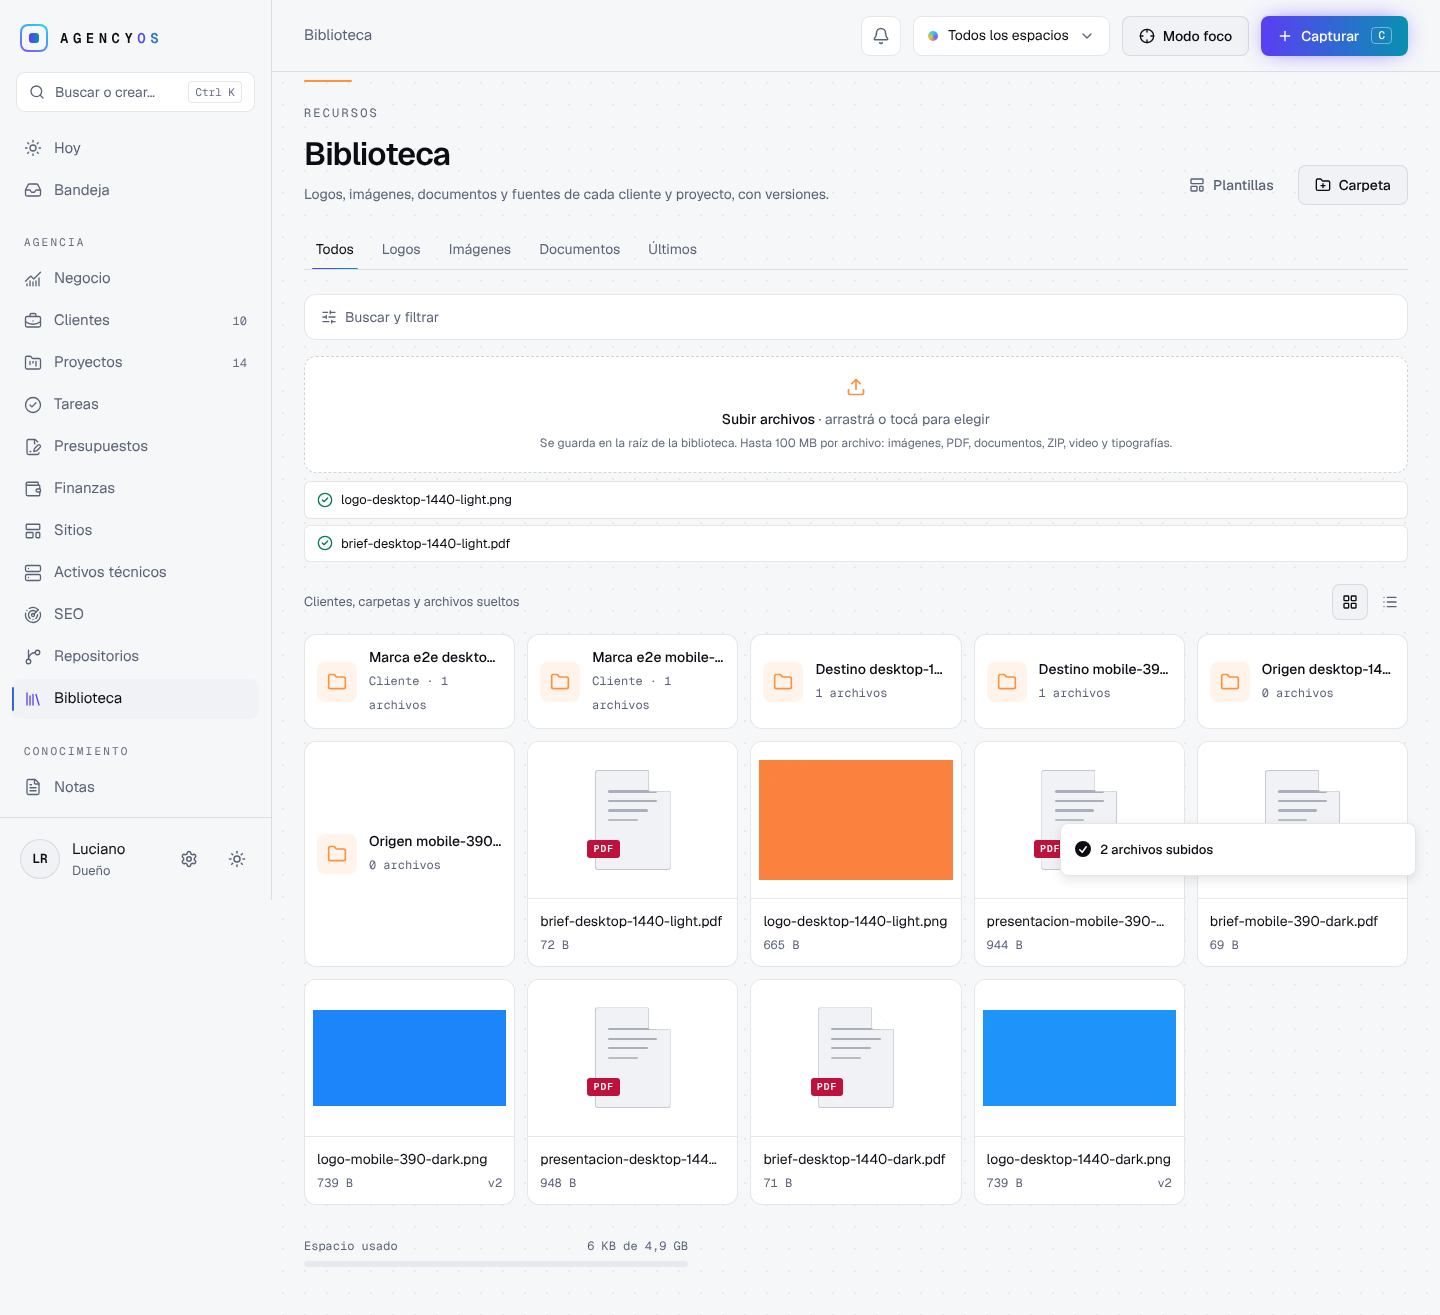 AGENCYOS
Buscar o crear... Ctrl K
Hoy
Bandeja
AGENCIA
Negocio
Clientes 10
Proyectos 14
Tareas
Presupuestos
Finanzas
Sitios
Activos técnicos
SEO
Repositorios
Biblioteca
CONOCIMIENTO
Notas
LR Luciano
Dueño
Biblioteca
Todos los espacios
Modo foco
Capturar C
RECURSOS
Biblioteca
Logos, imágenes, documentos y fuentes de cada cliente y proyecto, con versiones.
Plantillas
Carpeta
Todos Logos Imágenes Documentos Últimos
Buscar y filtrar
Subir archivos · arrastrá o tocá para elegir
Se guarda en la raíz de la biblioteca. Hasta 100 MB por archivo: imágenes, PDF, documentos, ZIP, video y tipografías.
logo-desktop-1440-light.png
brief-desktop-1440-light.pdf
Clientes, carpetas y archivos sueltos
Marca e2e deskto...
Cliente · 1
archivos
Marca e2e mobile-...
Cliente · 1
archivos
Destino desktop-1...
1 archivos
Destino mobile-39...
1 archivos
Origen desktop-14...
0 archivos
Origen mobile-390...
0 archivos
PDF
brief-desktop-1440-light.pdf
72 B
logo-desktop-1440-light.png
665 B
PDF
presentacion-mobile-390-...
944 B
brief-mobile-390-dark.pdf
69 B
2 archivos subidos
logo-mobile-390-dark.png
739 B v2
PDF
presentacion-desktop-144...
948 B
PDF
brief-desktop-1440-dark.pdf
71 B
logo-desktop-1440-dark.png
739 B v2
Espacio usado 6 KB de 4,9 GB